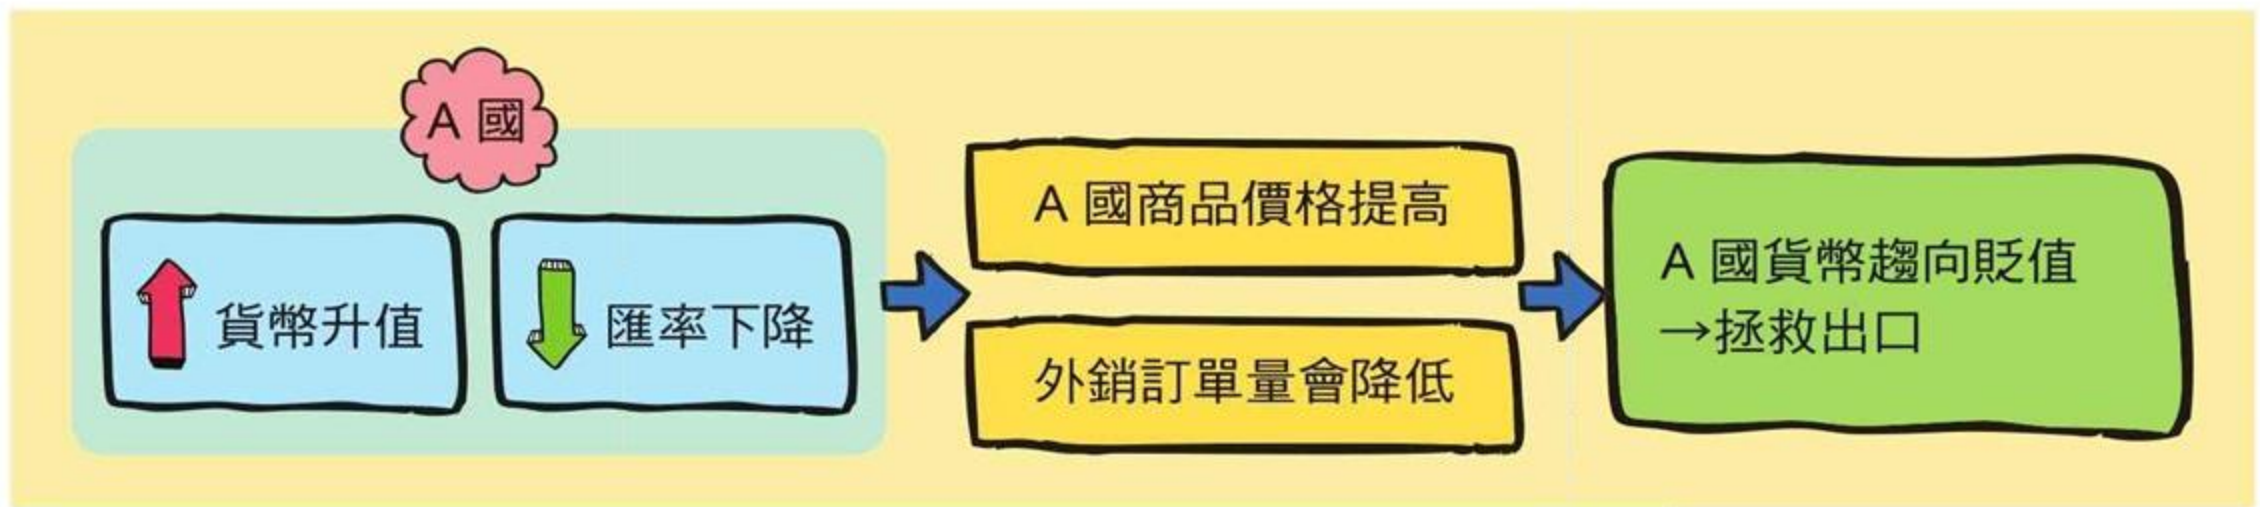 A 國
貨幣升值
匯率下降
A 國商品價格提高
外銷訂單量會降低
A 國貨幣趨向貶值
→拯救出口